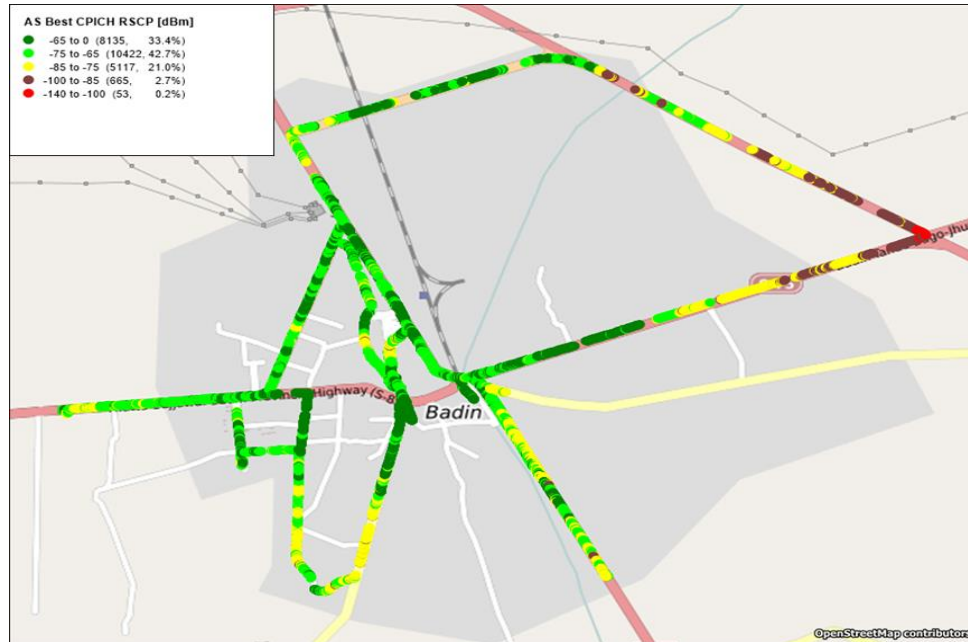 AS Best CPICH RSCP [dBm]
-65 to 0 (8135, 33.4%)
-75 to -65 (10422, 42.7%)
-85 to -75 (5117, 21.0%)
-100 to -85 (665, 2.7%)
-140 to -100 (53, 0.2%)
Highway (S-8
Badin
OpenStreetMap contributors